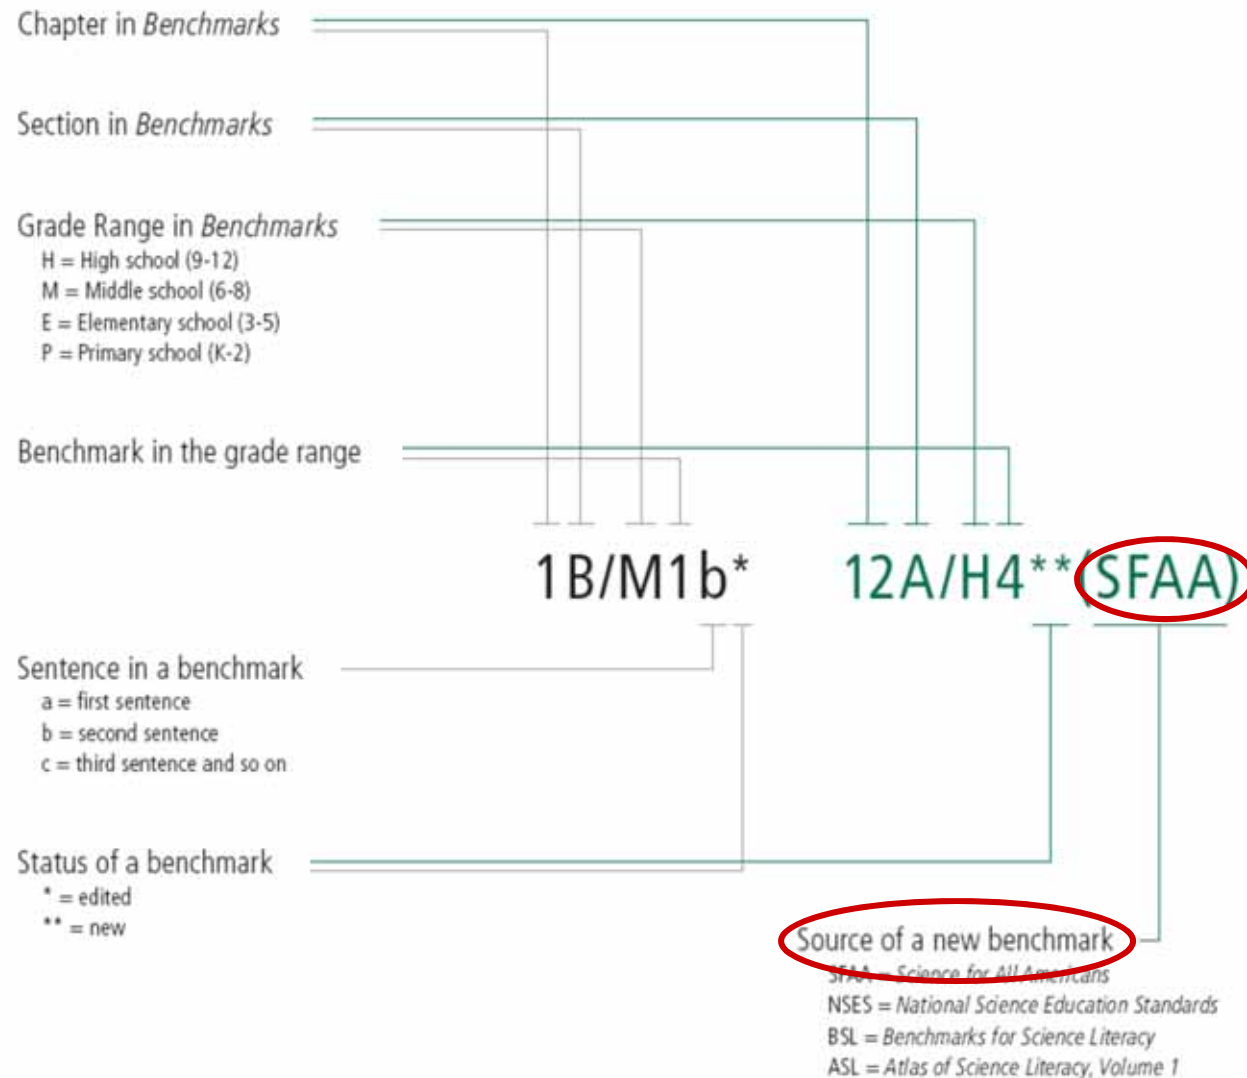 Chapter in Benchmarks
Section in Benchmarks
Grade Range in Benchmarks
H = High school (9-12)
M = Middle school (6-8)
E = Elementary school (3-5)
P = Primary school (K-2)
Benchmark in the grade range
1B/M1b* 12A/H4**(SFAA)
Sentence in a benchmark
a = first sentence
b = second sentence
c = third sentence and so on
Status of a benchmark
* = edited
** = new
Source of a new benchmark
SFAA = Science for All Americans
NSES = National Science Education Standards
BSL = Benchmarks for Science Literacy
ASL = Atlas of Science Literacy, Volume 1